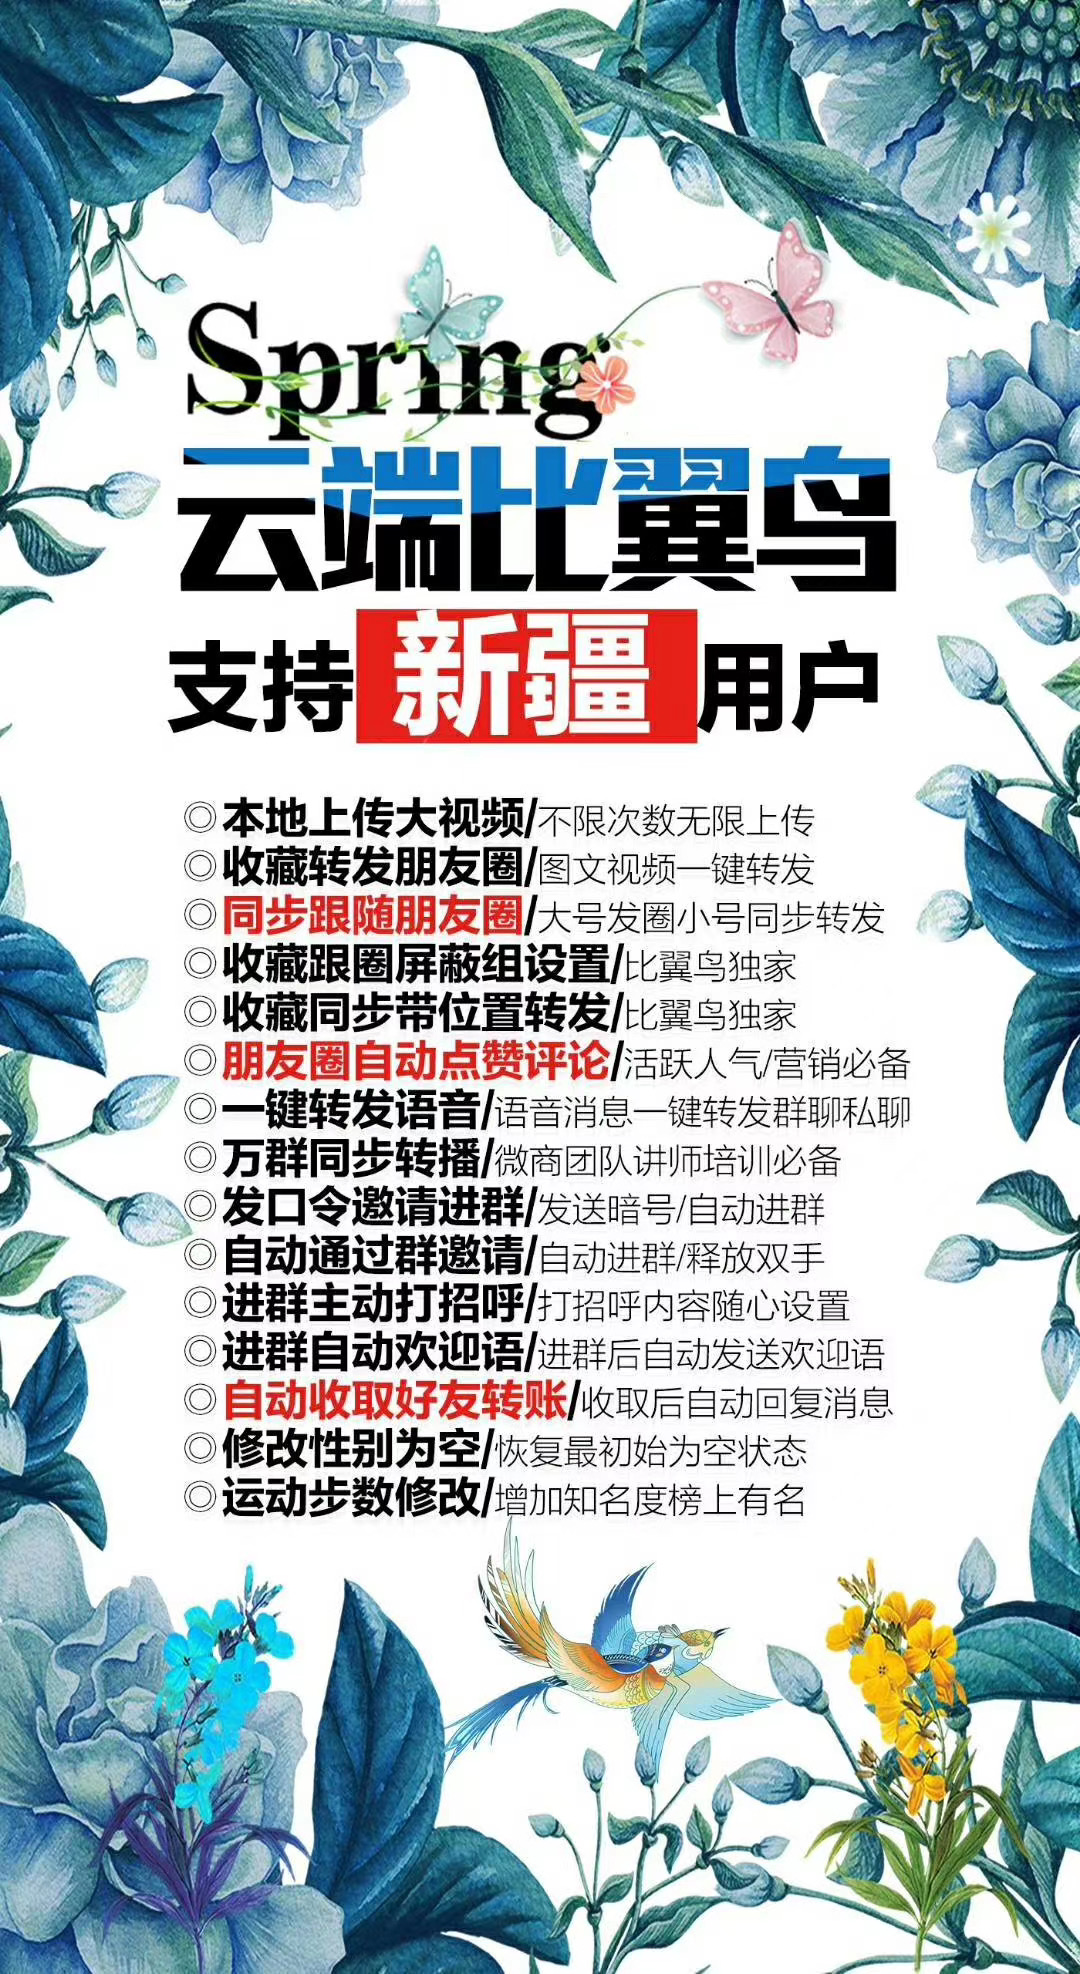 Spring
云端比翼鸟
支持新疆用户
◎本地上传大视频/不限次数无限上传
◎收藏转发朋友圈/图文视频一键转发
◎同步跟随朋友圈/大号发圈小号同步转发
◎收藏跟圈屏蔽组设置/比翼鸟独家
◎收藏同步带位置转发/比翼鸟独家
◎朋友圈自动点赞评论/活跃人气/营销必备
◎一键转发语音/语音消息一键转发群聊私聊
◎万群同步转播/微商团队讲师培训必备
◎发口令邀请进群/发送暗号/自动进群
◎自动通过群邀请/自动进群/释放双手
◎进群主动打招呼/打招呼内容随心设置
◎进群自动欢迎语/进群后自动发送欢迎语
◎自动收取好友转账/收取后自动回复消息
◎修改性别为空/恢复最初始为空状态
◎运动步数修改/增加知名度榜上有名